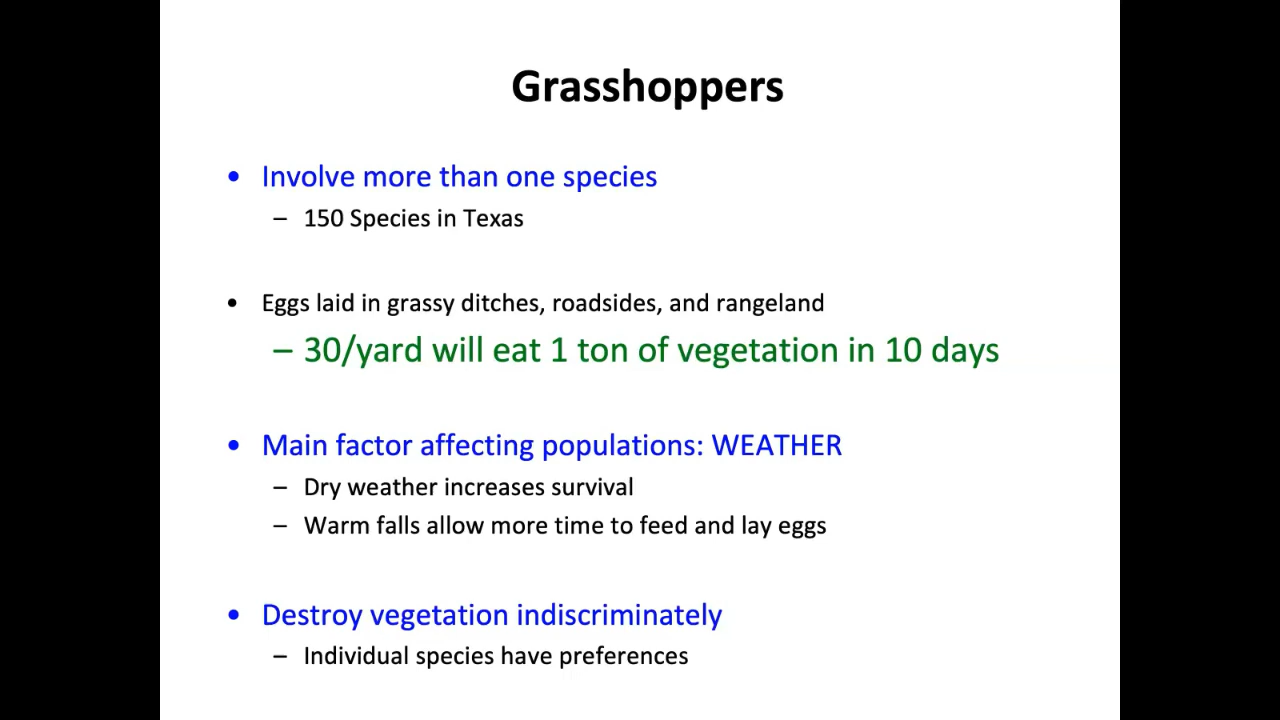 Grasshoppers
• Involve more than one species
– 150 Species in Texas
• Eggs laid in grassy ditches, roadsides, and rangeland
– 30/yard will eat 1 ton of vegetation in 10 days
• Main factor affecting populations: WEATHER
– Dry weather increases survival
– Warm falls allow more time to feed and lay eggs
• Destroy vegetation indiscriminately
– Individual species have preferences